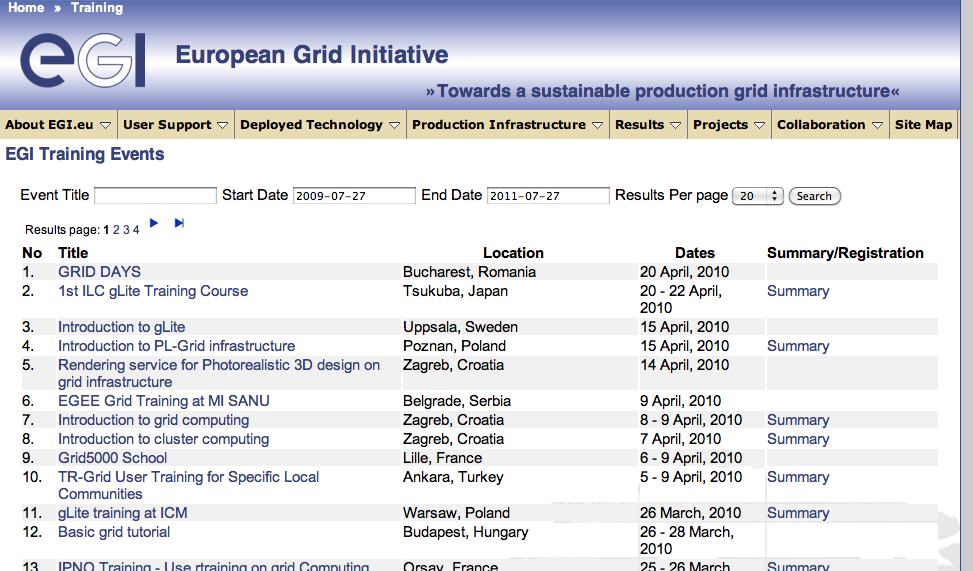 Home » Training
eGI European Grid Initiative
»Towards a sustainable production grid infrastructure«
About EGI.eu User Support Deployed Technology Production Infrastructure Results Projects Collaboration Site Map
EGI Training Events
Event Title Start Date 2009-07-27 End Date 2011-07-27 Results Per page 20 Search
Results page: 1 2 3 4
No Title Location Dates Summary/Registration
1. GRID DAYS Bucharest, Romania 20 April, 2010
2. 1st ILC gLite Training Course Tsukuba, Japan 20 - 22 April, Summary
2010
3. Introduction to gLite Uppsala, Sweden 15 April, 2010
4. Introduction to PL-Grid infrastructure Poznan, Poland 15 April, 2010 Summary
5. Rendering service for Photorealistic 3D design on Zagreb, Croatia 14 April, 2010
grid infrastructure
6. EGEE Grid Training at MI SANU Belgrade, Serbia 9 April, 2010
7. Introduction to grid computing Zagreb, Croatia 8 - 9 April, 2010 Summary
8. Introduction to cluster computing Zagreb, Croatia 7 April, 2010 Summary
9. Grid5000 School Lille, France 6 - 9 April, 2010
10. TR-Grid User Training for Specific Local Ankara, Turkey 5 - 9 April, 2010 Summary
Communities
11. gLite training at ICM Warsaw, Poland 26 March, 2010 Summary
12. Basic grid tutorial Budapest, Hungary 26 - 28 March,
2010
13. IPNO Training - Use rtraining on grid Computing Orsay, France 25 - 26 March, Summary